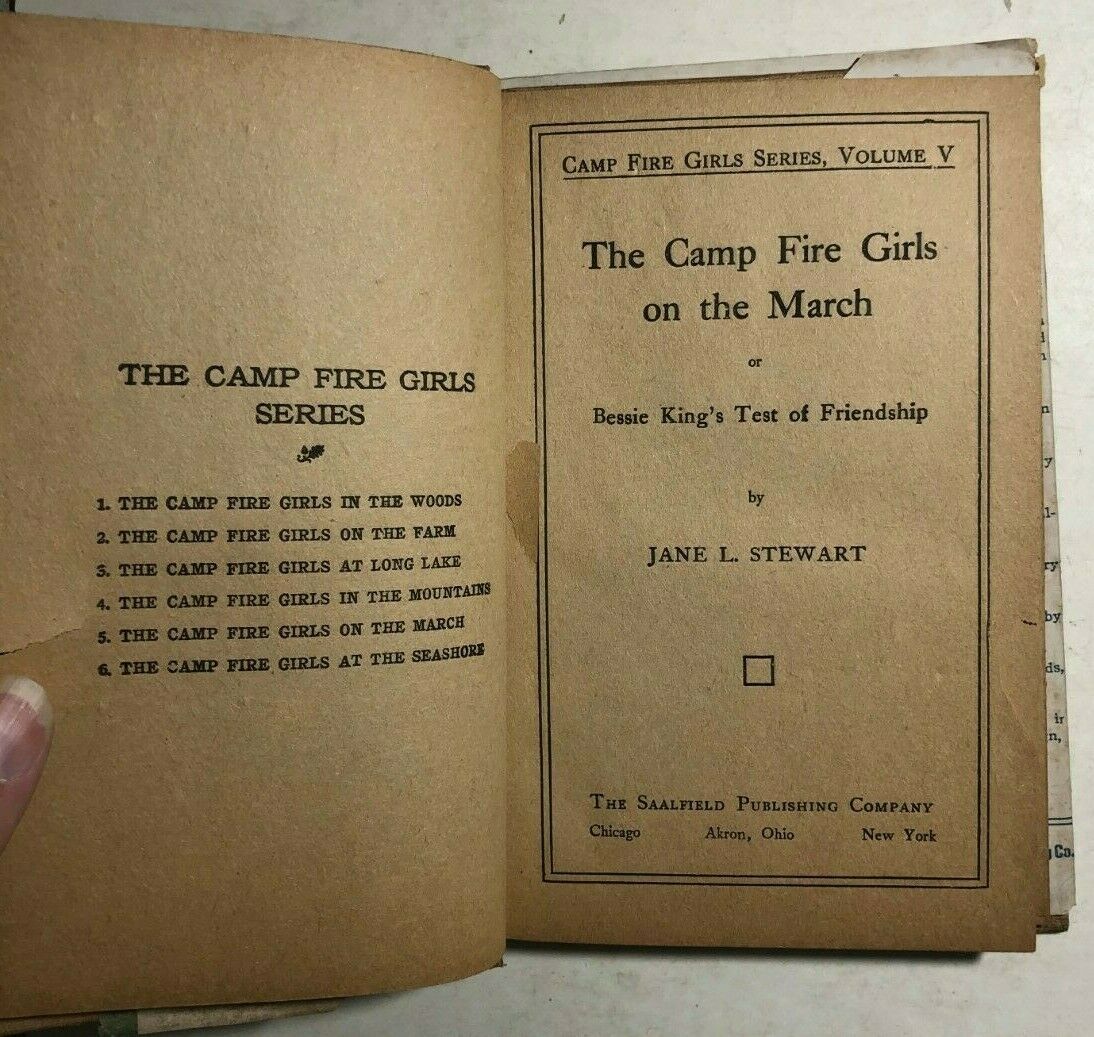 THE CAMP FIRE GIRLS
SERIES
1. THE CAMP FIRE GIRLS IN THE WOODS
2. THE CAMP FIRE GIRLS ON THE FARM
3. THE CAMP FIRE GIRLS AT LONG LAKE
4. THE CAMP FIRE GIRLS IN THE MOUNTAINS
5. THE CAMP FIRE GIRLS ON THE MARCH
6. THE CAMP FIRE GIRLS AT THE SEASHORE
CAMP FIRE GIRLS SERIES, VOLUME V
The Camp Fire Girls
on the March
or
Bessie King's Test of Friendship
by
JANE L. STEWART
THE SAALFIELD PUBLISHING COMPANY
Chicago Akron, Ohio New York
by
Co.